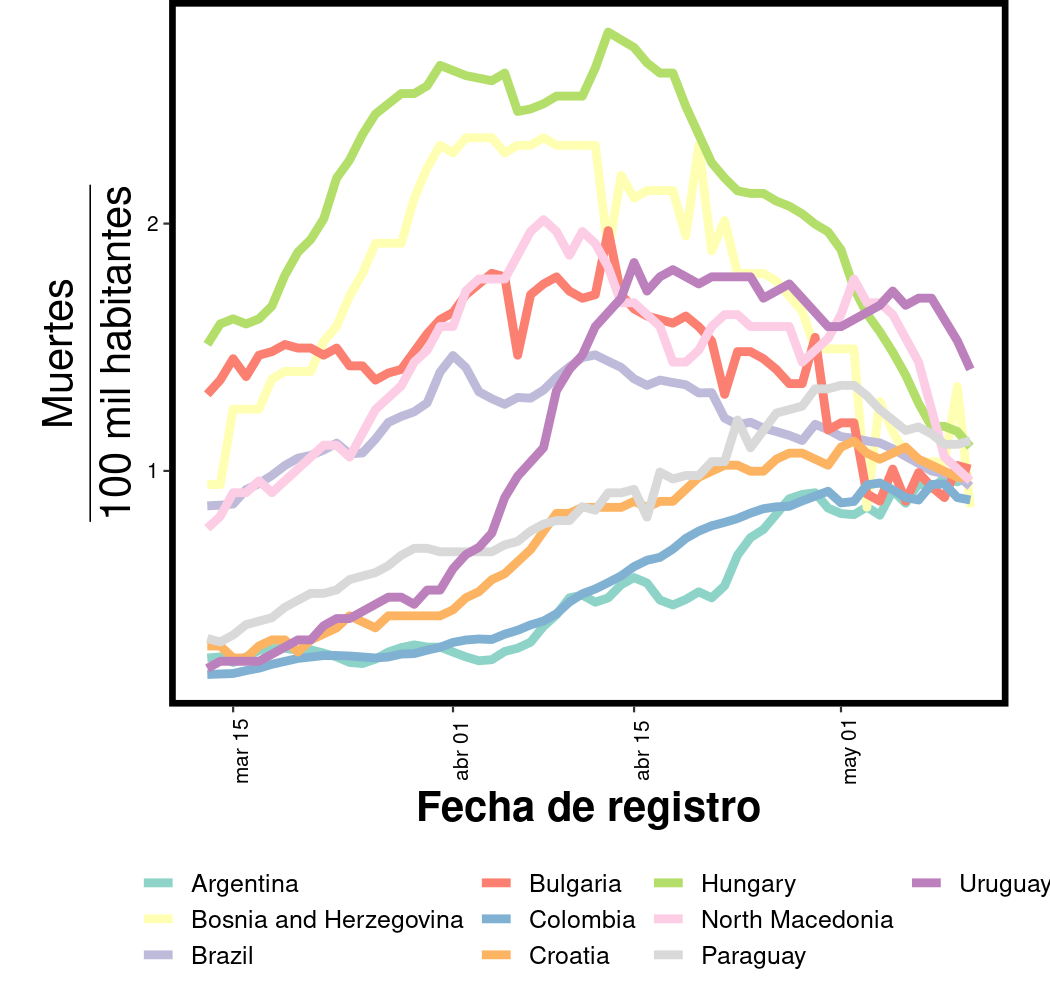 Muertes
100 mil habitantes
2
1
mar 15
abr 01
abr 15
may 01
Fecha de registro
Argentina
Bosnia and Herzegovina
Brazil
Bulgaria
Colombia
Croatia
Hungary
North Macedonia
Paraguay
Uruguay